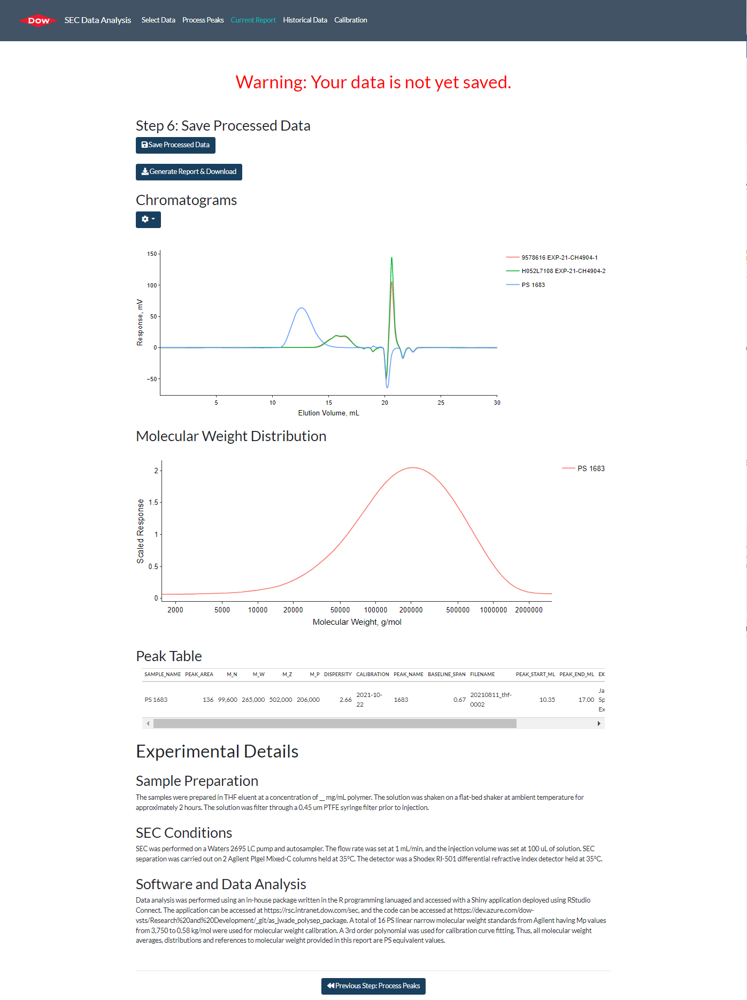 DOW SEC Data Analysis Select Data Process Peaks Current Report Historical Data Calibration
Warning: Your data is not yet saved.
Step 6: Save Processed Data
Save Processed Data
Generate Report & Download
Chromatograms
150
100
50
0
−50
Response, mV
5 10 15 20 25 30
Elution Volume, mL
9578616 EXP-21-CH4904-1
H052L7108 EXP-21-CH4904-2
PS 1683
Molecular Weight Distribution
2
1.5
1
0.5
0
Scaled Response
2000 5000 10000 20000 50000 100000 200000 500000 1000000 2000000
Molecular Weight, g/mol
PS 1683
Peak Table
SAMPLE_NAME PEAK_AREA M_N M_W M_Z M_P DISPERSITY CALIBRATION PEAK_NAME BASELINE_SPAN FILENAME PEAK_START_ML PEAK_END_ML EX
PS 1683 136 99,600 265,000 502,000 206,000 2.66 2021-10-22 1683 0.67 20210811_thf-0002 10.35 17.00 Ja Sp Ex
Experimental Details
Sample Preparation
The samples were prepared in THF eluent at a concentration of __ mg/mL polymer. The solution was shaken on a flat-bed shaker at ambient temperature for
approximately 2 hours. The solution was filter through a 0.45 um PTFE syringe filter prior to injection.
SEC Conditions
SEC was performed on a Waters 2695 LC pump and autosampler. The flow rate was set at 1 mL/min, and the injection volume was set at 100 uL of solution. SEC
separation was carried out on 2 Agilent Plgel Mixed-C columns held at 35°C. The detector was a Shodex RI-501 differential refractive index detector held at 35°C.
Software and Data Analysis
Data analysis was performed using an in-house package written in the R programming lanuaged and accessed with a Shiny application deployed using RStudio
Connect. The application can be accessed at https://rsc.intranet.dow.com/sec, and the code can be accessed at https://dev.azure.com/dow-
vsts/Research%20and%20Development/_git/as_jwade_polysep_package. A total of 16 PS linear narrow molecular weight standards from Agilent having Mp values
from 3,750 to 0.58 kg/mol were used for molecular weight calibration. A 3rd order polynomial was used for calibration curve fitting. Thus, all molecular weight
averages, distributions and references to molecular weight provided in this report are PS equivalent values.
Previous Step: Process Peaks